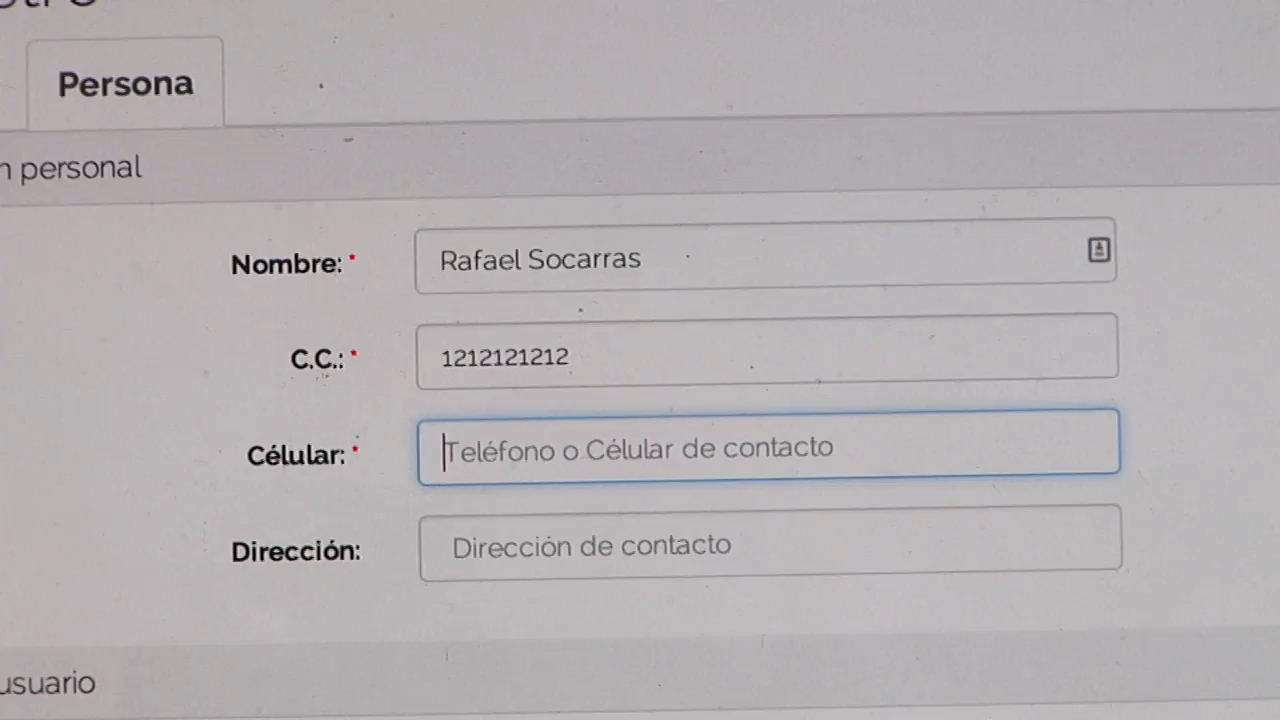 Persona
personal
Nombre: *
Rafael Socarras
C.C.: *
1212121212
Célular: *
Teléfono o Célular de contacto
Dirección:
Dirección de contacto
usuario